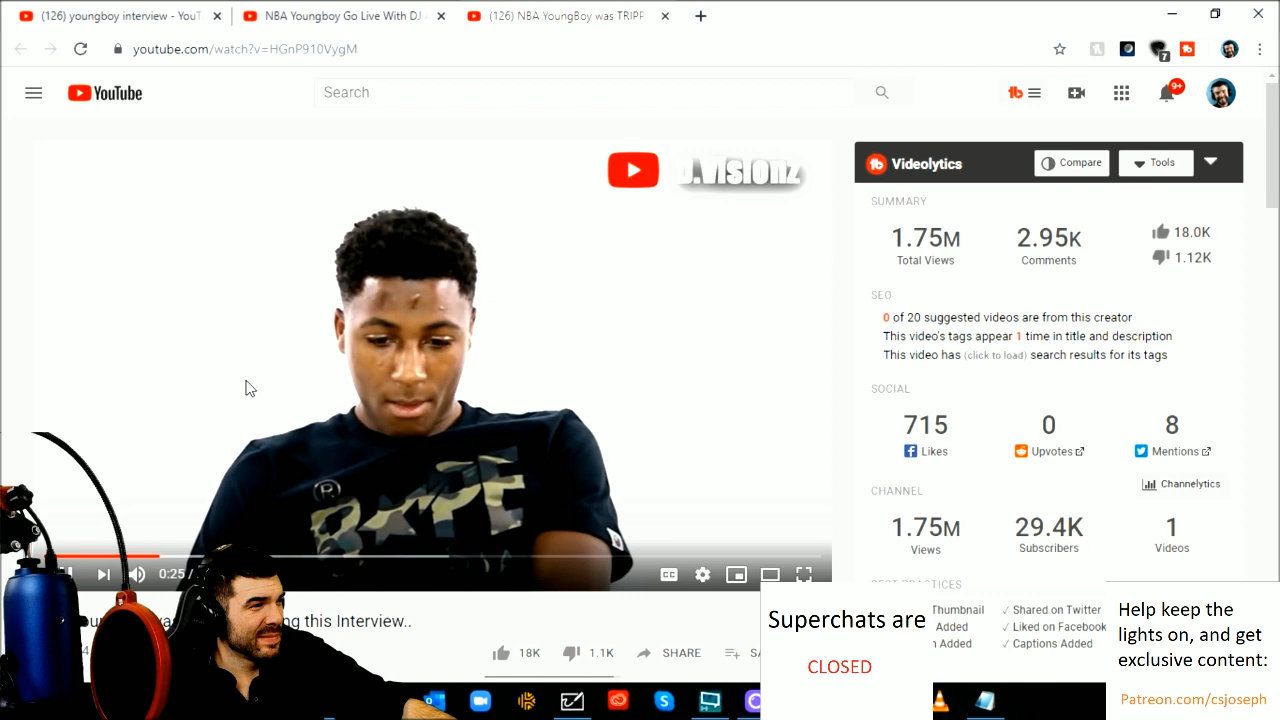 (126) youngboy interview - YouT
NBA Youngboy Go Live With DJ
(126) NBA YoungBoy was TRIPP
youtube.com/watch?v=HGnP910VygM
7
YouTube
Search
9+
D.Visionz
Videolytics
Compare
Tools
SUMMARY
1.75M
Total Views
2.95K
Comments
18.0K
1.12K
SEO
0 of 20 suggested videos are from this creator
This video's tags appear 1 time in title and description
This video has (click to load) search results for its tags
SOCIAL
715
Likes
0
Upvotes
8
Mentions
Channelytics
CHANNEL
1.75M
Views
29.4K
Subscribers
1
Videos
BAPE
0:25 /
CC
ing this Interview..
18K
1.1K
SHARE
Superchats are
CLOSED
Thumbnail
Added
Added
Shared on Twitter
Liked on Facebook
Captions Added
Help keep the
lights on, and get
exclusive content:
Patreon.com/csjoseph